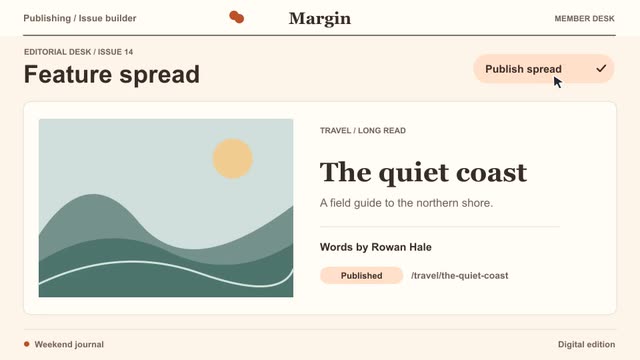 Publishing / Issue builder
Margin
MEMBER DESK
EDITORIAL DESK / ISSUE 14
Feature spread
Publish spread
TRAVEL / LONG READ
The quiet coast
A field guide to the northern shore.
Words by Rowan Hale
Published
/travel/the-quiet-coast
Weekend journal
Digital edition